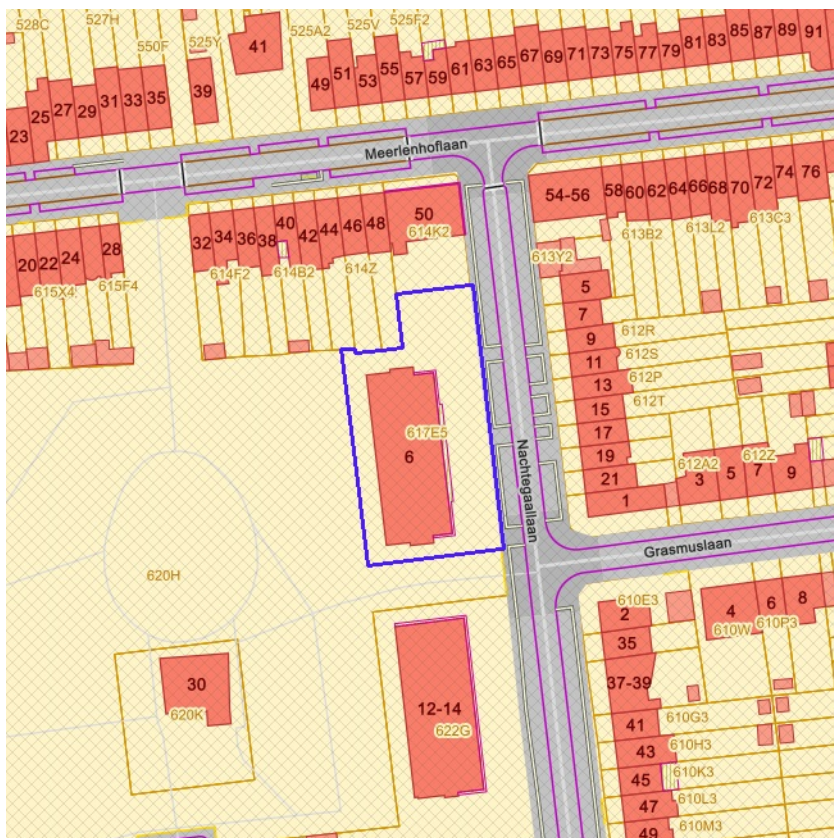 528C 527H 525V 525F2
550F 525Y 41 525A2
49 51 53 55 57 59 61 63 65 67 69 71 73 75 77 79 81 83 85 87 89 91
23 25 27 29 31 33 35 39
Meerlenhoflaan
20 22 24 28
615X4 615F4
32 34 36 38 40 42 44 46 48 50
614F2 614B2 614Z 614K2
54-56 58 60 62 64 66 68 70 72 74 76
613Y2 613B2 613L2 613C3
5
7
9 612R
11 612S
13 612P
15 612T
17
19
21
1
612A2 612Z
3 5 7 9
617E5
6
Nachtegaallaan
Grasmuslaan
620H
610E3
2
35
37-39
4 6 8
610W 610P3
30
620K
12-14
622G
41 610G3
43 610H3
45 610K3
47 610L3
49 610M3